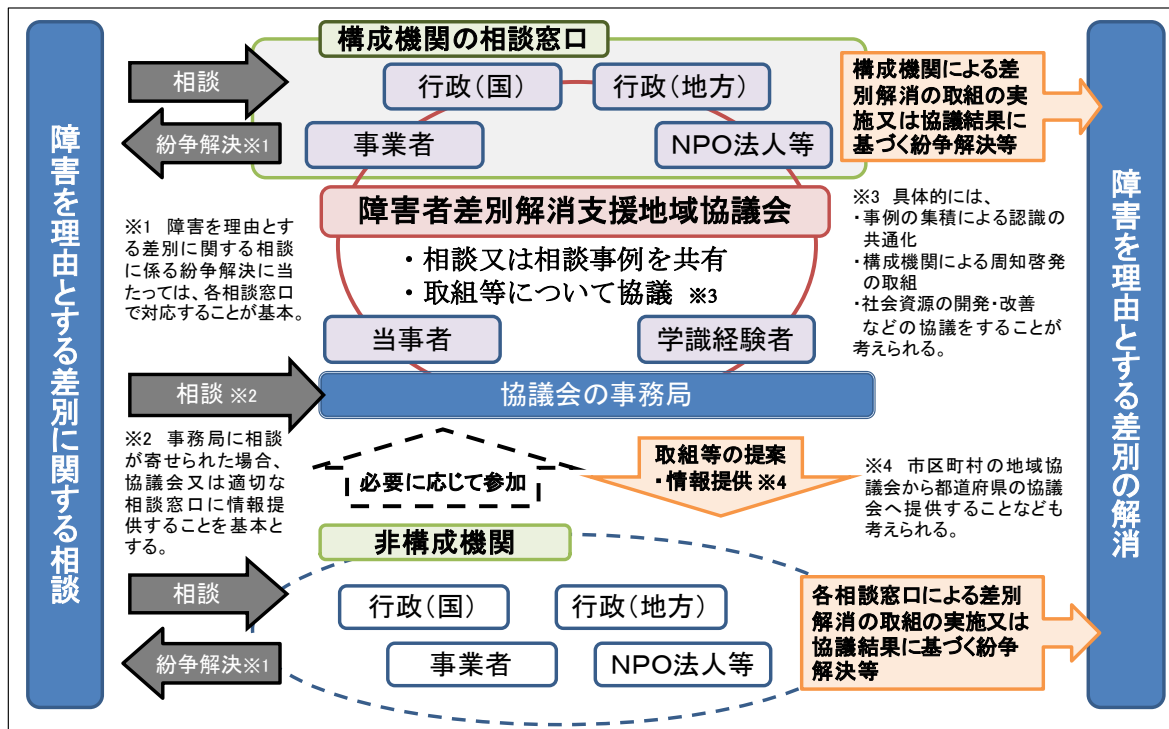 障害を理由とする差別に関する相談
構成機関の相談窓口
相談
紛争解決※1
行政(国)
行政(地方)
事業者
NPO法人等
構成機関による差
別解消の取組の実
施又は協議結果に
基づく紛争解決等
障害者差別解消支援地域協議会
・相談又は相談事例を共有
・取組等について協議 ※3
※1 障害を理由とす
る差別に関する相談
に係る紛争解決に当
たっては、各相談窓口
で対応することが基本。
※3 具体的には、
・事例の集積による認識の
共通化
・構成機関による周知啓発
の取組
・社会資源の開発・改善
などの協議をすることが
考えられる。
当事者
学識経験者
相談 ※2
協議会の事務局
※2 事務局に相談
が寄せられた場合、
協議会又は適切な
相談窓口に情報提
供することを基本と
する。
必要に応じて参加
取組等の提案
・情報提供 ※4
※4 市区町村の地域協
議会から都道府県の協議
会へ提供することなども
考えられる。
非構成機関
相談
紛争解決※1
行政(国)
行政(地方)
事業者
NPO法人等
各相談窓口による差別
解消の取組の実施又は
協議結果に基づく紛争
解決等
障害を理由とする差別の解消